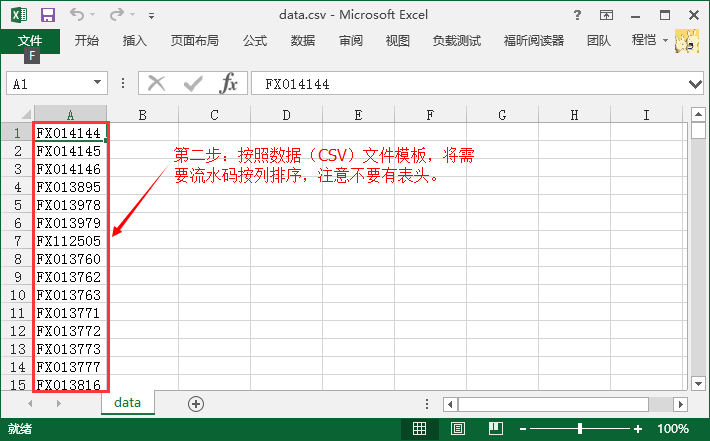 data.csv - Microsoft Excel
文件 开始 插入 页面布局 公式 数据 审阅 视图 负载测试 福昕阅读器 团队 程恺
F
A1 fx FX014144
A B C D E F G H I
1 FX014144
2 FX014145
3 FX014146
4 FX013895
5 FX013978
6 FX013979
7 FX112505
8 FX013760
9 FX013762
10 FX013763
11 FX013771
12 FX013772
13 FX013773
14 FX013777
15 FX013816
第二步：按照数据（CSV）文件模板，将需
要流水码按列排序，注意不要有表头。
data
就绪 100%